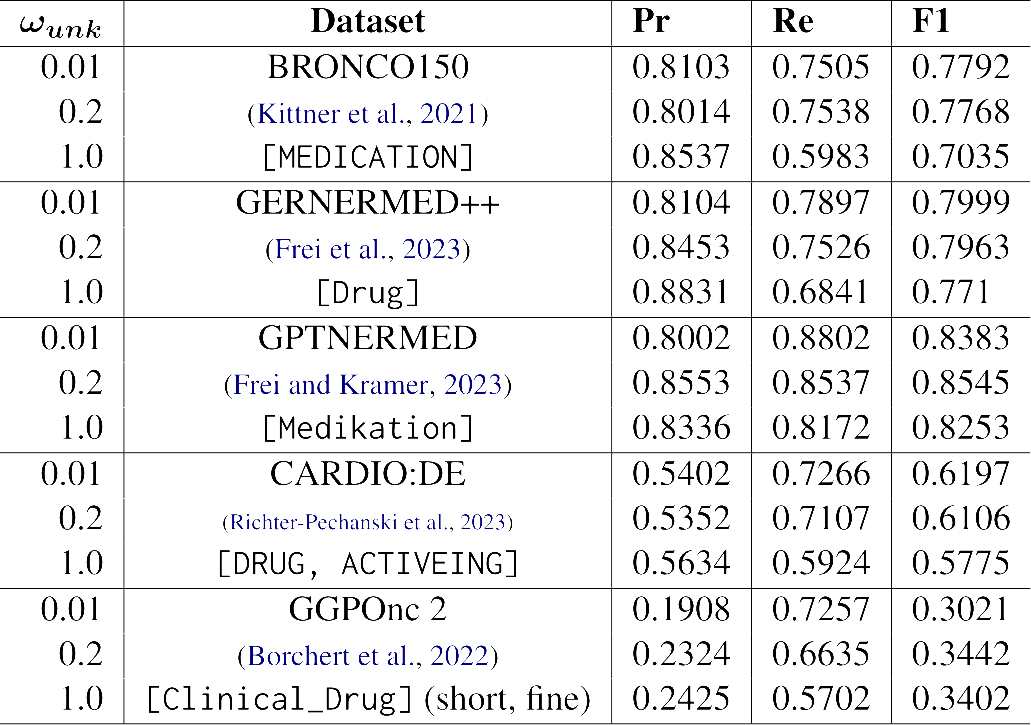 ω_unk Dataset Pr Re F1
0.01 BRONCO150 0.8103 0.7505 0.7792
0.2 (Kittner et al., 2021) 0.8014 0.7538 0.7768
1.0 [MEDICATION] 0.8537 0.5983 0.7035
0.01 GERNERMED++ 0.8104 0.7897 0.7999
0.2 (Frei et al., 2023) 0.8453 0.7526 0.7963
1.0 [Drug] 0.8831 0.6841 0.771
0.01 GPTNERMED 0.8002 0.8802 0.8383
0.2 (Frei and Kramer, 2023) 0.8553 0.8537 0.8545
1.0 [Medikation] 0.8336 0.8172 0.8253
0.01 CARDIO:DE 0.5402 0.7266 0.6197
0.2 (Richter-Pechanski et al., 2023) 0.5352 0.7107 0.6106
1.0 [DRUG, ACTIVEING] 0.5634 0.5924 0.5775
0.01 GGPOnc 2 0.1908 0.7257 0.3021
0.2 (Borchert et al., 2022) 0.2324 0.6635 0.3442
1.0 [Clinical_Drug] (short, fine) 0.2425 0.5702 0.3402